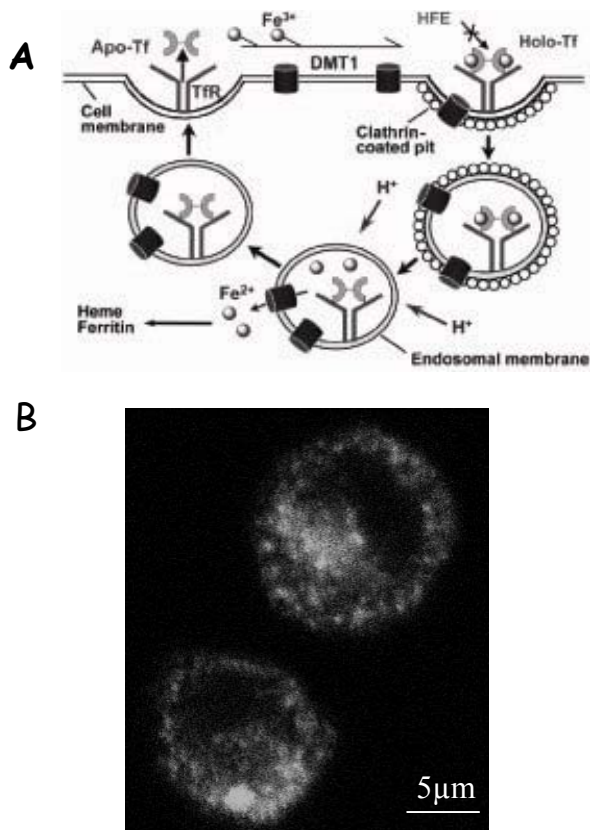 A
Fe³⁺
HFE
Apo-Tf
Holo-Tf
DMT1
TfR
Cell
membrane
Clathrin-
coated pit
H⁺
Fe²⁺
Heme
Ferritin
H⁺
Endosomal membrane
B
5µm